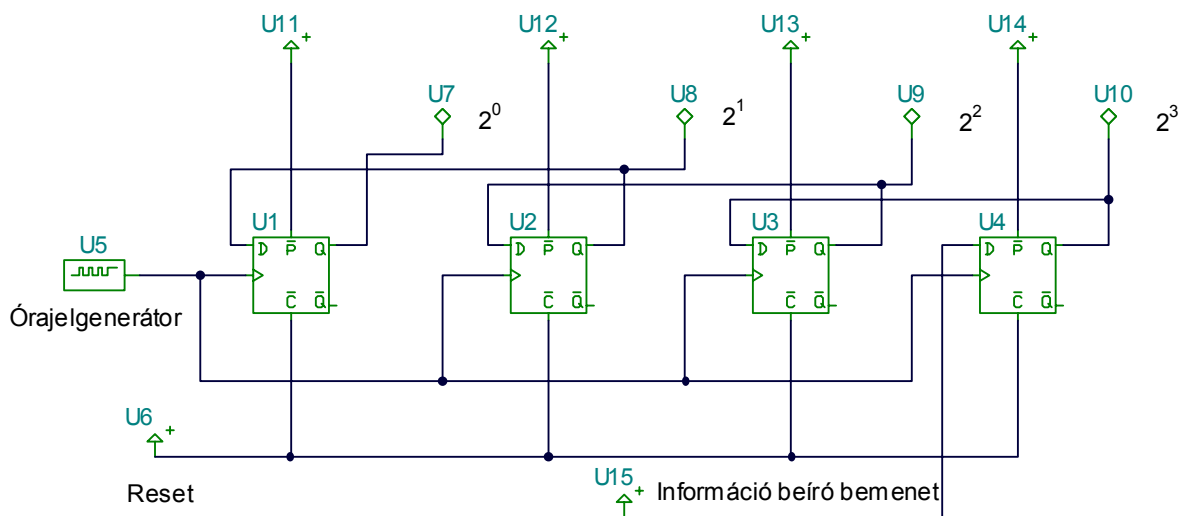 U11 + U12 + U13 + U14 +
U7 2⁰ U8 2¹ U9 2² U10 2³
U1 U2 U3 U4
U5
D P̅ Q D P̅ Q D P̅ Q D P̅ Q
C̅ Q̅ C̅ Q̅ C̅ Q̅ C̅ Q̅
Órajelgenerátor
U6 +
Reset
U15 + Információ beíró bemenet